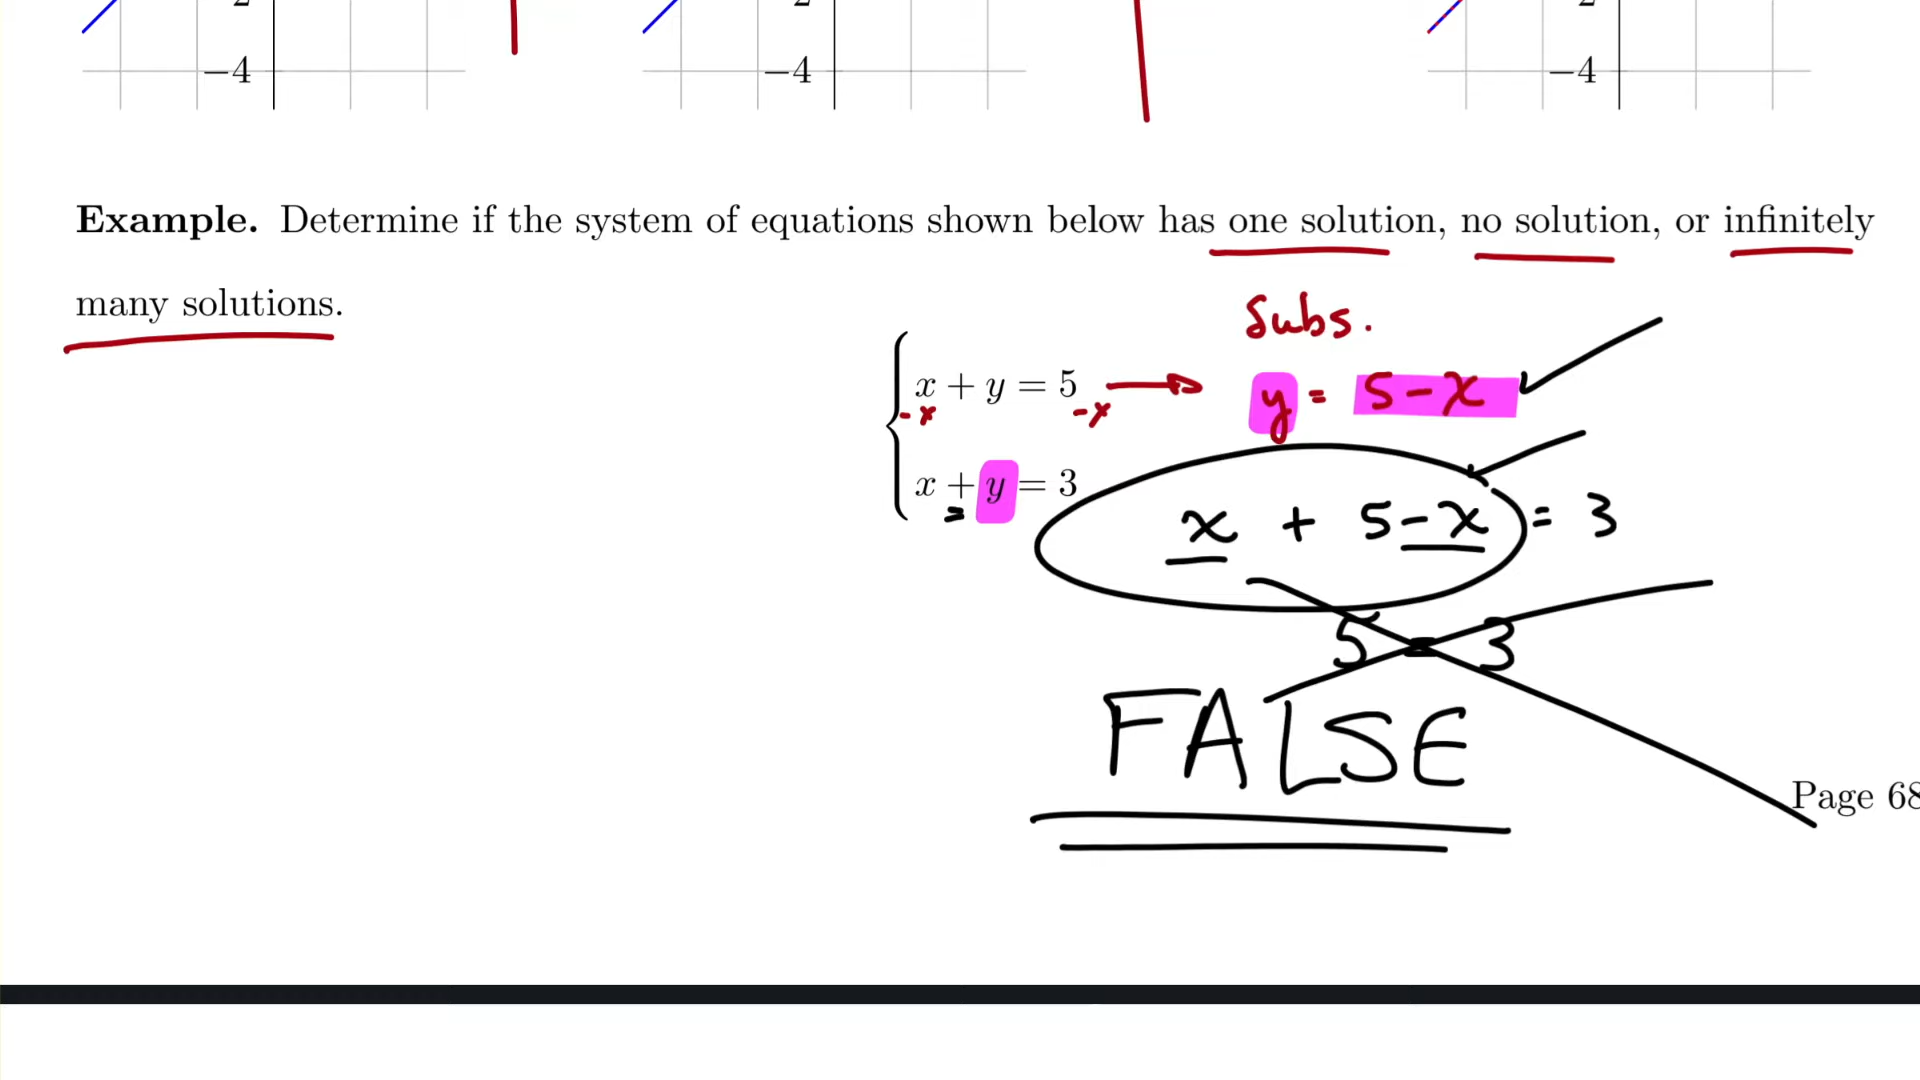 -4 -4 -4
Example. Determine if the system of equations shown below has one solution, no solution, or infinitely
many solutions.
Subs.
x + y = 5 → y = 5 - x
-x -x
x + y = 3
x + 5 - x = 3
5 = 3
FALSE
Page 68